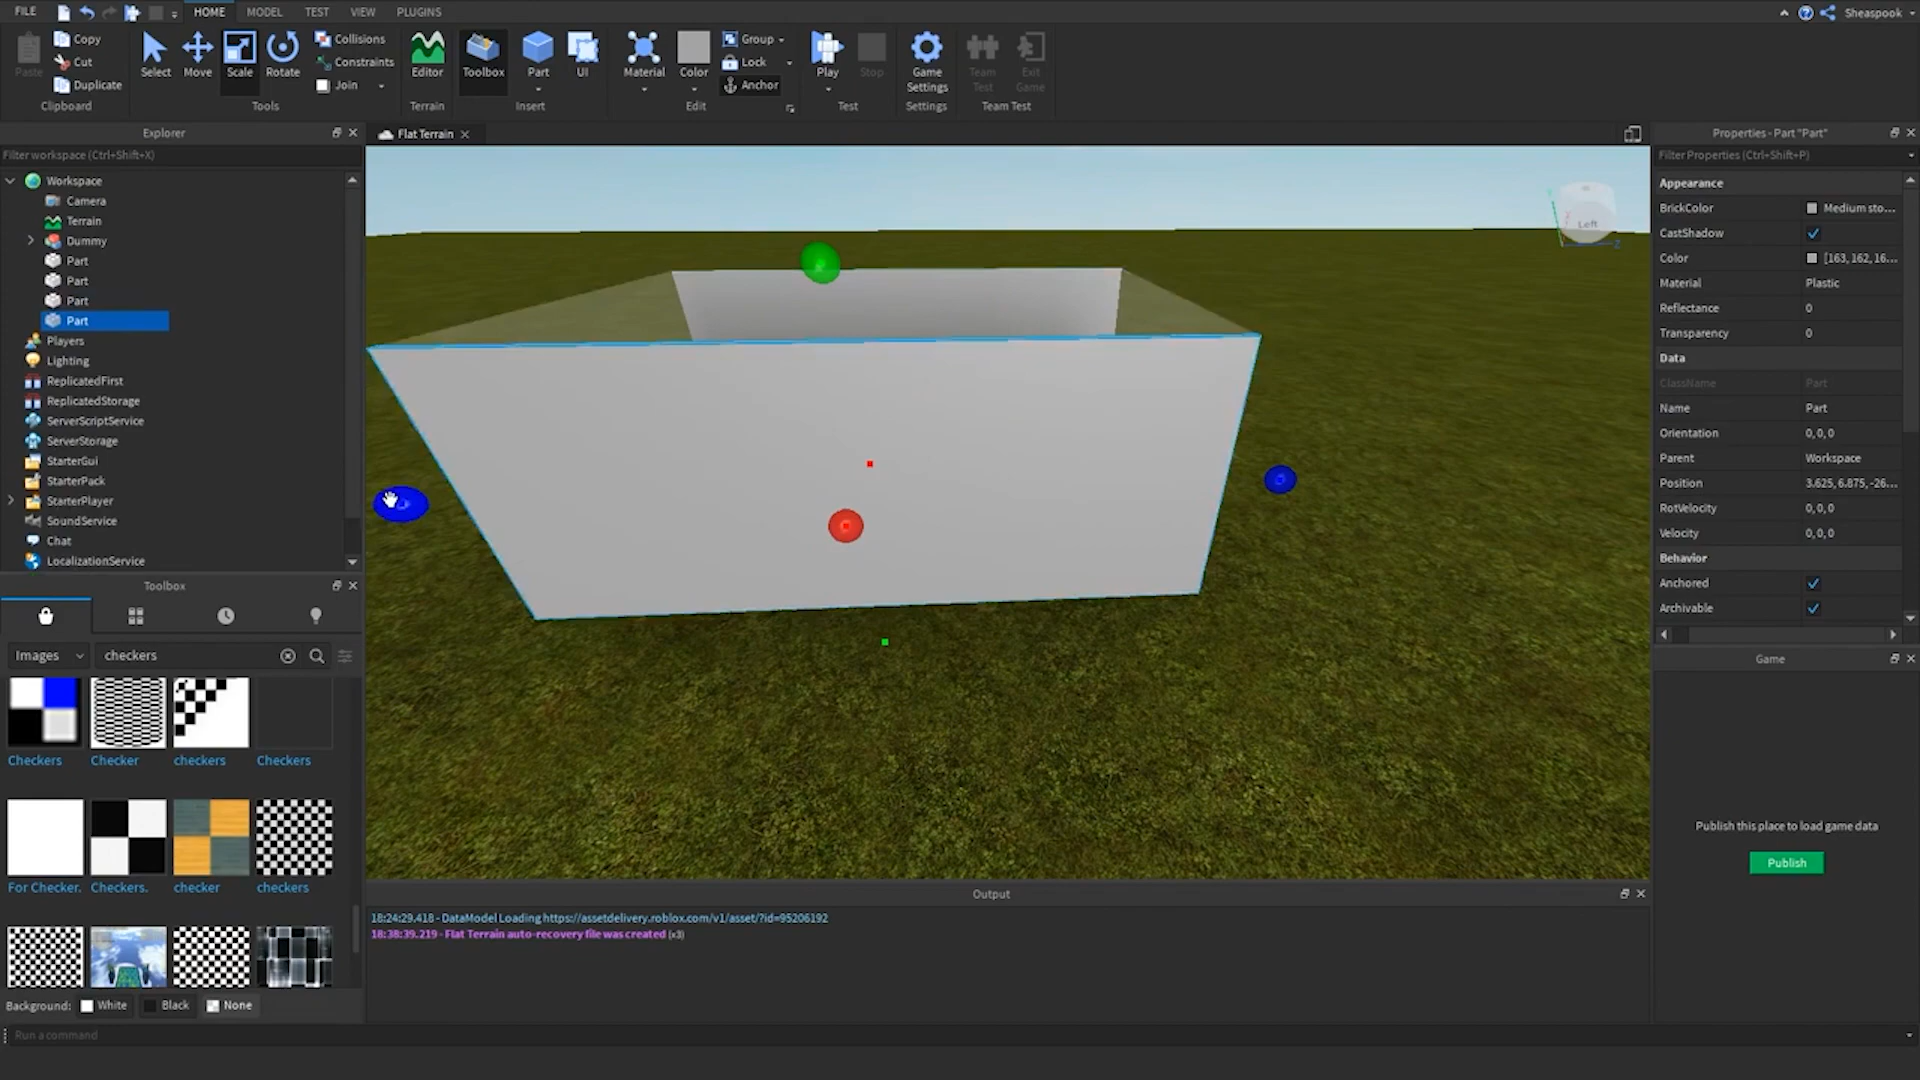 FILE HOME MODEL TEST VIEW PLUGINS Sheaspook
Paste Copy Cut Duplicate Clipboard
Select Move Scale Rotate Collisions Constraints Join Tools
Editor Terrain
Toolbox Part UI Insert
Material Color Group Lock Anchor Edit
Play Stop Test
Game Settings Settings
Team Test Exit Game Team Test
Explorer
Filter workspace (Ctrl+Shift+X)
Workspace
Camera
Terrain
Dummy
Part
Part
Part
Part
Players
Lighting
ReplicatedFirst
ReplicatedStorage
ServerScriptService
ServerStorage
StarterGui
StarterPack
StarterPlayer
SoundService
Chat
LocalizationService
Toolbox
Images checkers
Checkers Checker checkers Checkers
For Checker. Checkers. checker checkers
Background: White Black None
Run a command
Flat Terrain
Left
Z
Output
18:24:29.418 - DataModel Loading https://assetdelivery.roblox.com/v1/asset/?id=95206192
18:38:39.219 - Flat Terrain auto-recovery file was created (x3)
Properties - Part "Part"
Filter Properties (Ctrl+Shift+P)
Appearance
BrickColor Medium sto...
CastShadow
Color [163, 162, 16...
Material Plastic
Reflectance 0
Transparency 0
Data
ClassName Part
Name Part
Orientation 0, 0, 0
Parent Workspace
Position 3.625, 6.875, -26...
RotVelocity 0, 0, 0
Velocity 0, 0, 0
Behavior
Anchored
Archivable
Game
Publish this place to load game data
Publish